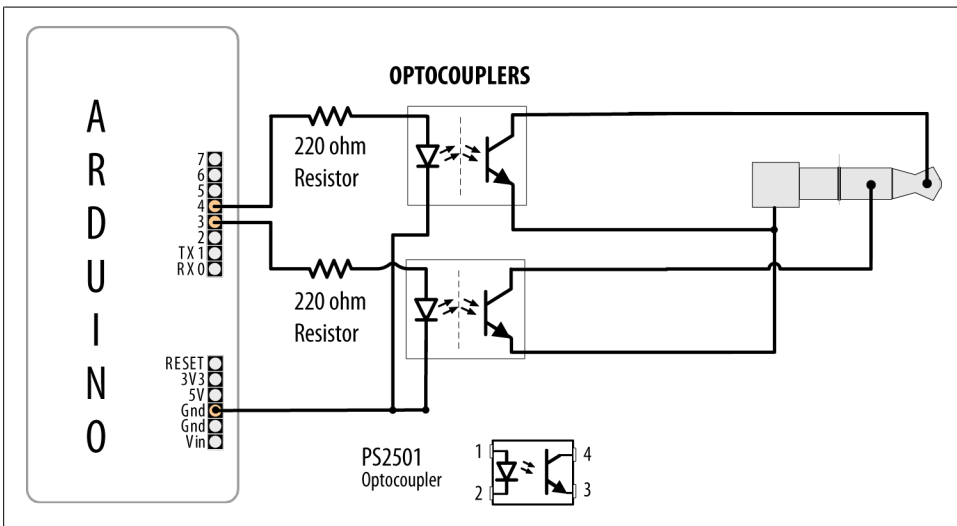 OPTOCOUPLERS
ARDUINO
220 ohm
Resistor
7
6
5
4
3
2
TX 1
RX 0
220 ohm
Resistor
RESET
3V3
5V
Gnd
Gnd
Vin
PS2501
Optocoupler
1
2
4
3